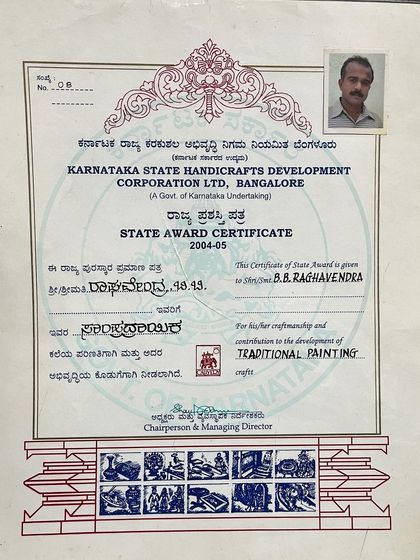 ಸಂಖ್ಯೆ :
No. 08
ಕರ್ನಾಟಕ ರಾಜ್ಯ ಕರಕುಶಲ ಅಭಿವೃದ್ಧಿ ನಿಗಮ ನಿಯಮಿತ ಬೆಂಗಳೂರು
(ಕರ್ನಾಟಕ ಸರ್ಕಾರದ ಉದ್ಯಮ)
KARNATAKA STATE HANDICRAFTS DEVELOPMENT
CORPORATION LTD, BANGALORE
(A Govt. of Karnataka Undertaking)
ರಾಜ್ಯ ಪ್ರಶಸ್ತಿ ಪತ್ರ
STATE AWARD CERTIFICATE
2004-05
ಈ ರಾಜ್ಯ ಪುರಸ್ಕಾರ ಪ್ರಮಾಣ ಪತ್ರ
ಶ್ರೀ/ಶ್ರೀಮತಿ. ರಾಘವೇಂದ್ರ .ಬಿ.ಬಿ.
ಇವರಿಗೆ
ಇವರ ಸಾಂಪ್ರದಾಯಿಕ
ಕಲೆಯ ಪರಿಣತಿಗಾಗಿ ಮತ್ತು ಅದರ
ಅಭಿವೃದ್ಧಿಯ ಕೊಡುಗೆಗಾಗಿ ನೀಡಲಾಗಿದೆ.
This Certificate of State Award is given
to Shri/Smt. B.B.RAGHAVENDRA
For his/her craftmanship and
contribution to the development of
TRADITIONAL PAINTING
craftt
CAUVERY
ಅಧ್ಯಕ್ಷರು ಮತ್ತು ವ್ಯವಸ್ಥಾಪಕ ನಿರ್ದೇಶಕರು
Chairperson & Managing Director